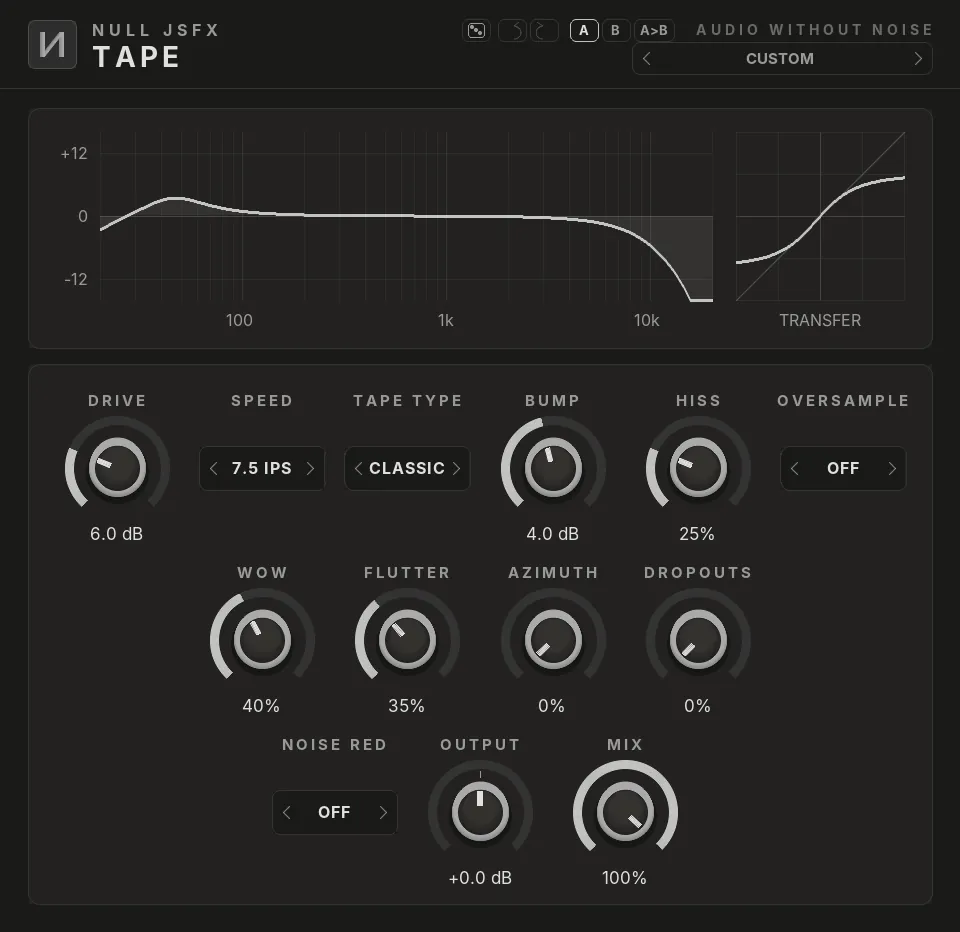 NULL JSFX
TAPE
A B A>B
AUDIO WITHOUT NOISE
CUSTOM
+12
0
-12
100 1k 10k
TRANSFER
DRIVE SPEED TAPE TYPE BUMP HISS OVERSAMPLE
7.5 IPS CLASSIC OFF
6.0 dB 4.0 dB 25%
WOW FLUTTER AZIMUTH DROPOUTS
40% 35% 0% 0%
NOISE RED OUTPUT MIX
OFF
+0.0 dB 100%